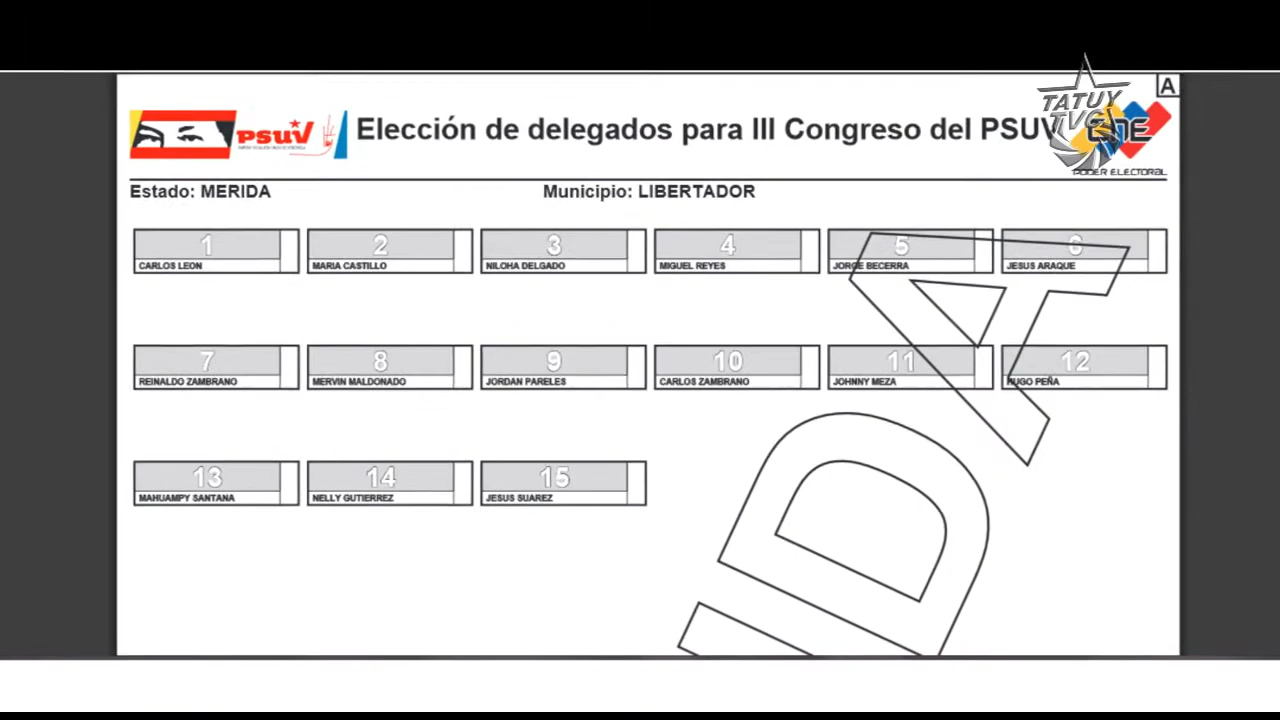 A
TATUY
TVC
PSUV
Elección de delegados para III Congreso del PSUV
CNE
PODER ELECTORAL
Estado: MERIDA Municipio: LIBERTADOR
1 2 3 4 5 6
CARLOS LEON MARIA CASTILLO NILOHA DELGADO MIGUEL REYES JORGE BECERRA JESUS ARAQUE
7 8 9 10 11 12
REINALDO ZAMBRANO MERVIN MALDONADO JORDAN PARELES CARLOS ZAMBRANO JOHNNY MEZA HUGO PEÑA
13 14 15
MAHUAMPY SANTANA NELLY GUTIERREZ JESUS SUAREZ
IDA